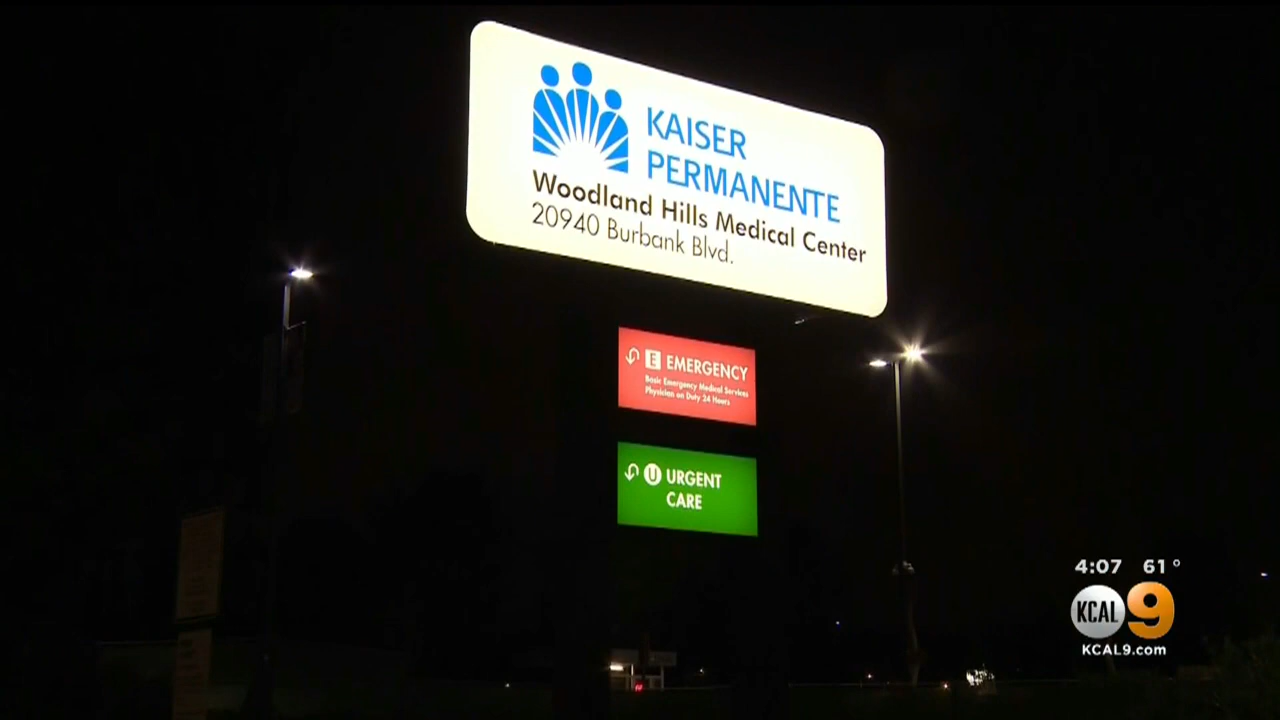 KAISER
PERMANENTE
Woodland Hills Medical Center
20940 Burbank Blvd.
E EMERGENCY
Basic Emergency Medical Services
Physician on Duty 24 Hours
U URGENT
CARE
4:07 61°
KCAL 9
KCAL9.com